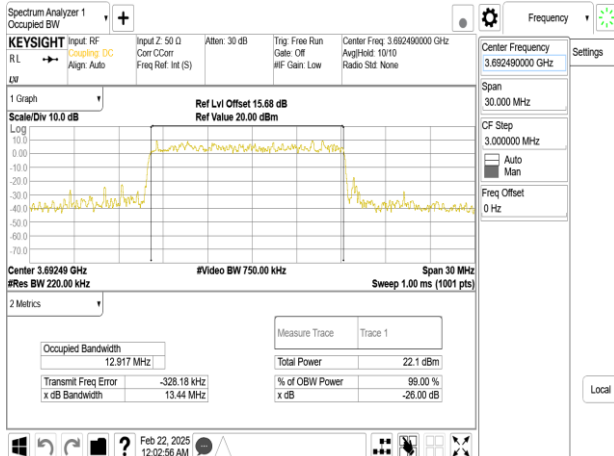 Spectrum Analyzer 1
Occupied BW
+
Frequency
KEYSIGHT
RL
Input: RF
Coupling: DC
Align: Auto
Input Z: 50 Ω
Corr CCorr
Freq Ref: Int (S)
Atten: 30 dB
Trig: Free Run
Gate: Off
#IF Gain: Low
Center Freq: 3.692490000 GHz
Avg|Hold: 10/10
Radio Std: None
Center Frequency
3.692490000 GHz
Settings
Span
30.000 MHz
CF Step
3.000000 MHz
Auto
Man
Freq Offset
0 Hz
Local
1 Graph
Scale/Div 10.0 dB
Ref Lvl Offset 15.68 dB
Ref Value 20.00 dBm
Log
10.0
0.00
-10.0
-20.0
-30.0
-40.0
-50.0
-60.0
-70.0
Center 3.69249 GHz
#Res BW 220.00 kHz
#Video BW 750.00 kHz
Span 30 MHz
Sweep 1.00 ms (1001 pts)
2 Metrics
Measure Trace
Trace 1
Occupied Bandwidth
12.917 MHz
Total Power
22.1 dBm
Transmit Freq Error
-328.18 kHz
% of OBW Power
99.00 %
x dB Bandwidth
13.44 MHz
x dB
-26.00 dB
?
Feb 22, 2025
12:02:56 AM